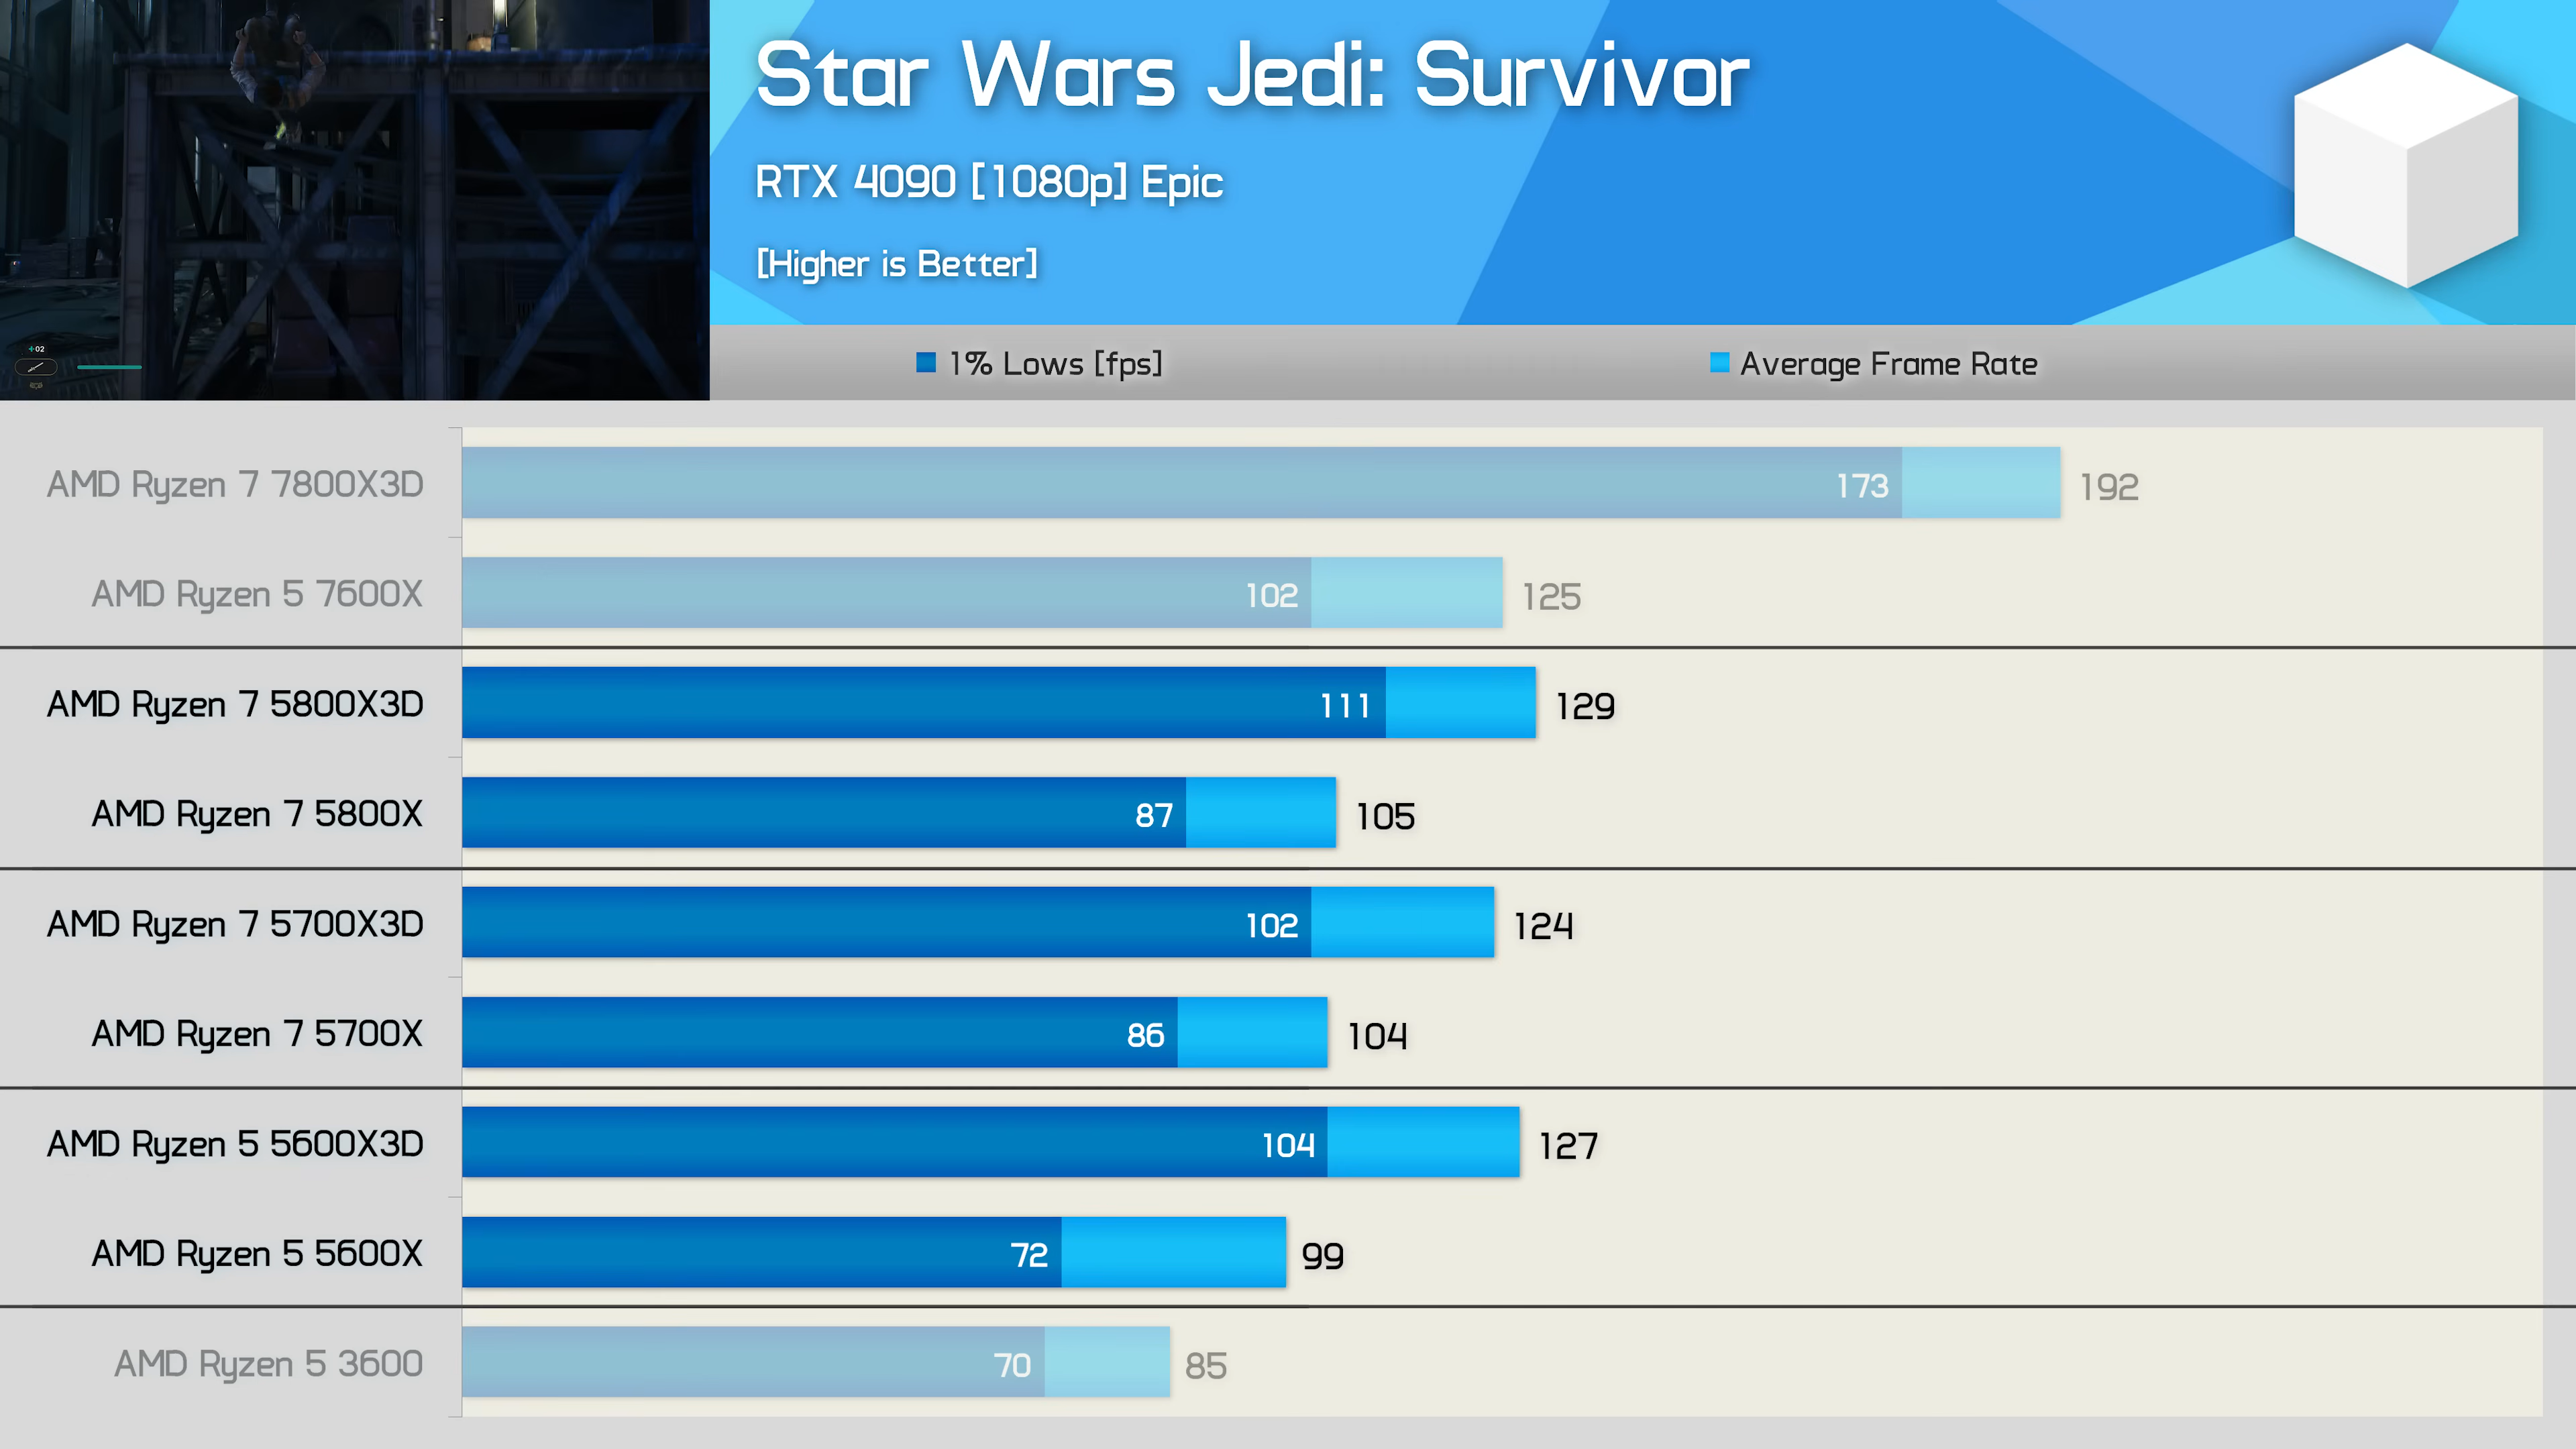 Star Wars Jedi: Survivor
RTX 4090 [1080p] Epic
[Higher is Better]
+02
1% Lows [fps]
Average Frame Rate
AMD Ryzen 7 7800X3D 173 192
AMD Ryzen 5 7600X 102 125
AMD Ryzen 7 5800X3D 111 129
AMD Ryzen 7 5800X 87 105
AMD Ryzen 7 5700X3D 102 124
AMD Ryzen 7 5700X 86 104
AMD Ryzen 5 5600X3D 104 127
AMD Ryzen 5 5600X 72 99
AMD Ryzen 5 3600 70 85